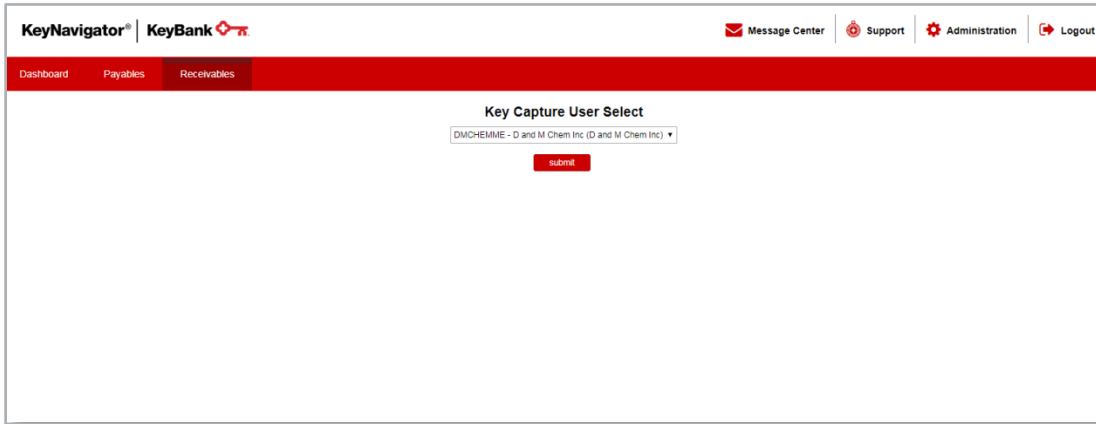 KeyNavigator® KeyBank
Message Center Support Administration Logout
Dashboard Payables Receivables
Key Capture User Select
DMCHEMME - D and M Chem Inc (D and M Chem Inc)
submit